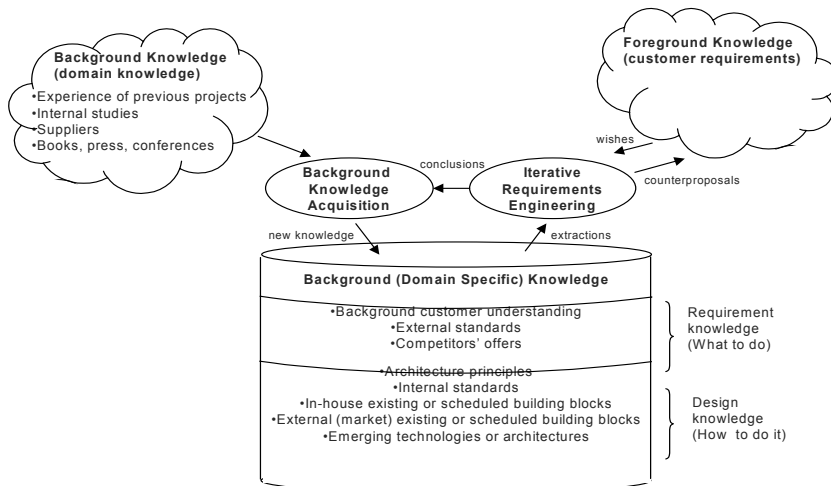 Background Knowledge
(domain knowledge)
•Experience of previous projects
•Internal studies
•Suppliers
•Books, press, conferences
Foreground Knowledge
(customer requirements)
wishes
counterproposals
conclusions
Background
Knowledge
Acquisition
Iterative
Requirements
Engineering
new knowledge
extractions
Background (Domain Specific) Knowledge
•Background customer understanding
•External standards
•Competitors’ offers
Requirement
knowledge
(What to do)
•Architecture principles
•Internal standards
•In-house existing or scheduled building blocks
•External (market) existing or scheduled building blocks
•Emerging technologies or architectures
Design
knowledge
(How to do it)